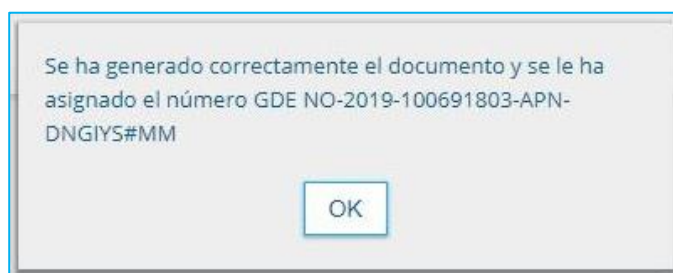 Se ha generado correctamente el documento y se le ha
asignado el número GDE NO-2019-100691803-APN-
DNGIYS#MM
OK